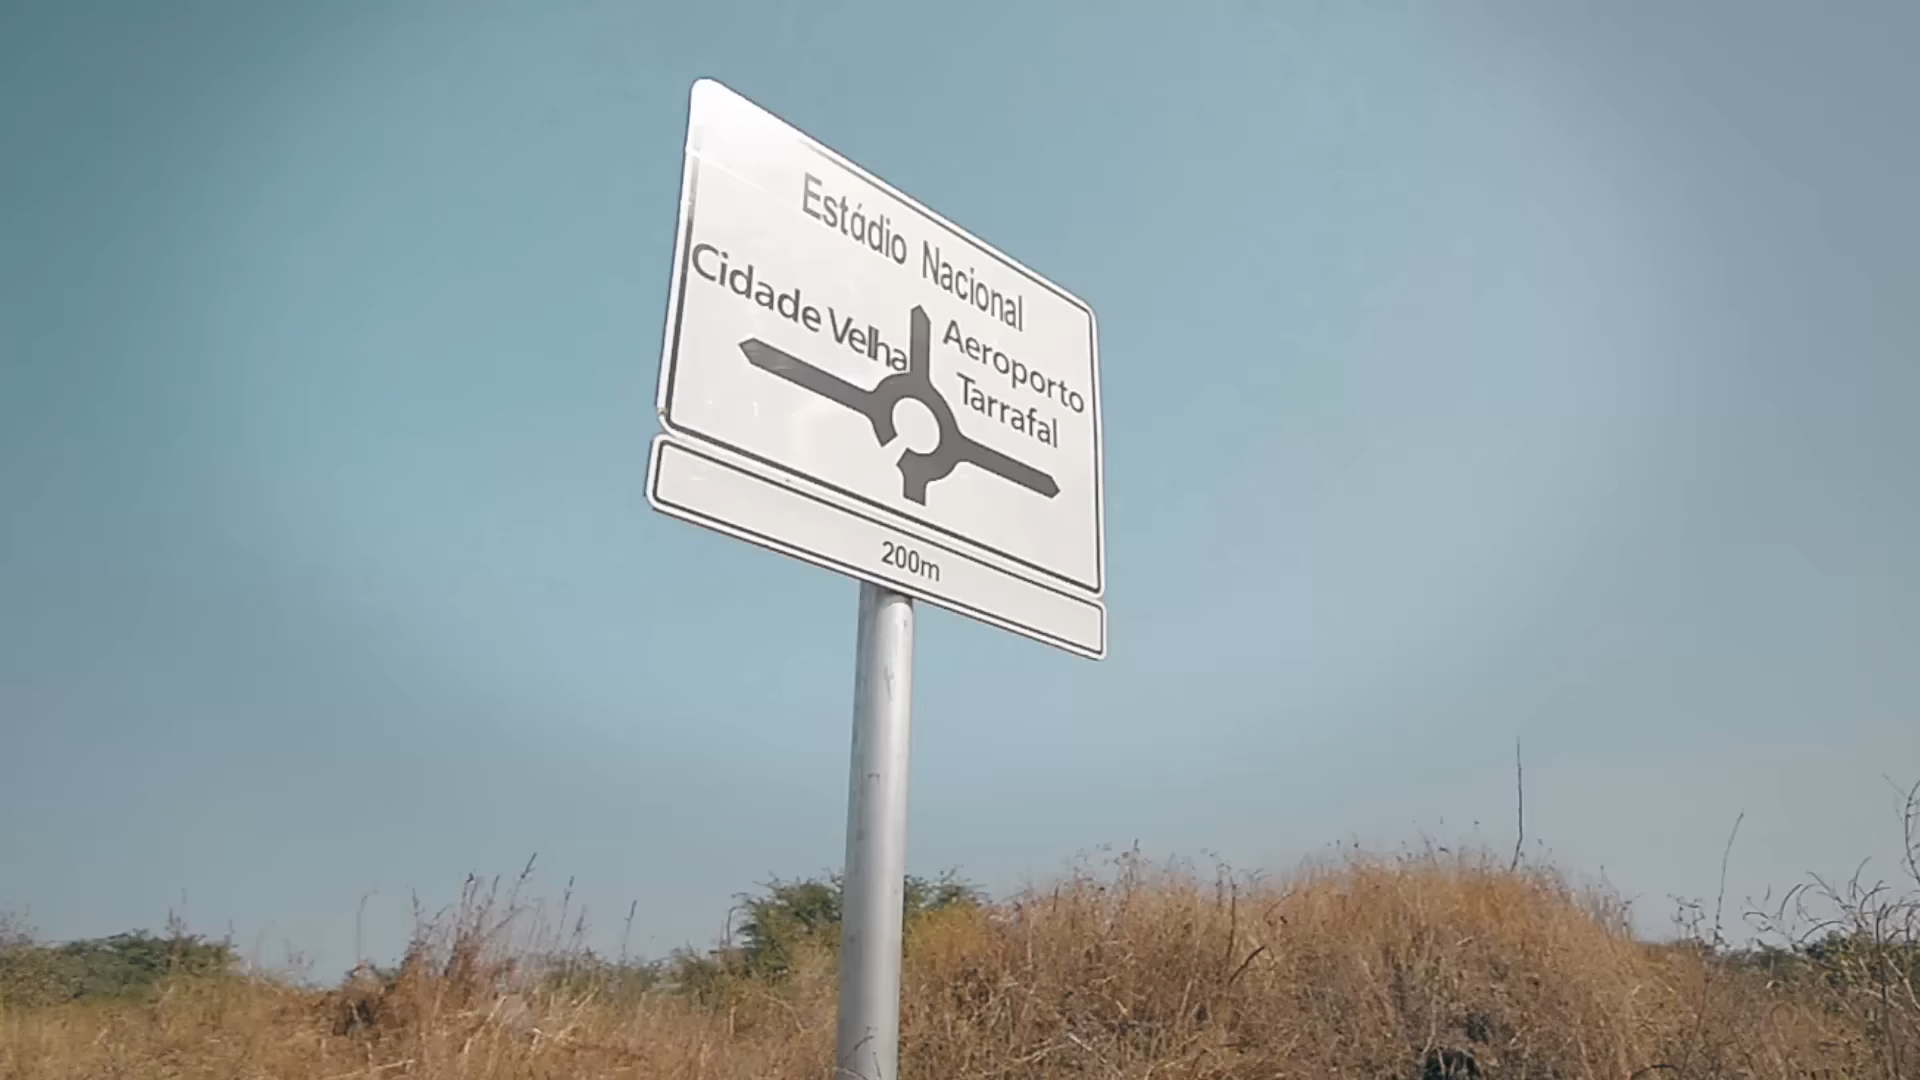 Estádio Nacional
Cidade Velha
Aeroporto
Tarrafal
200m